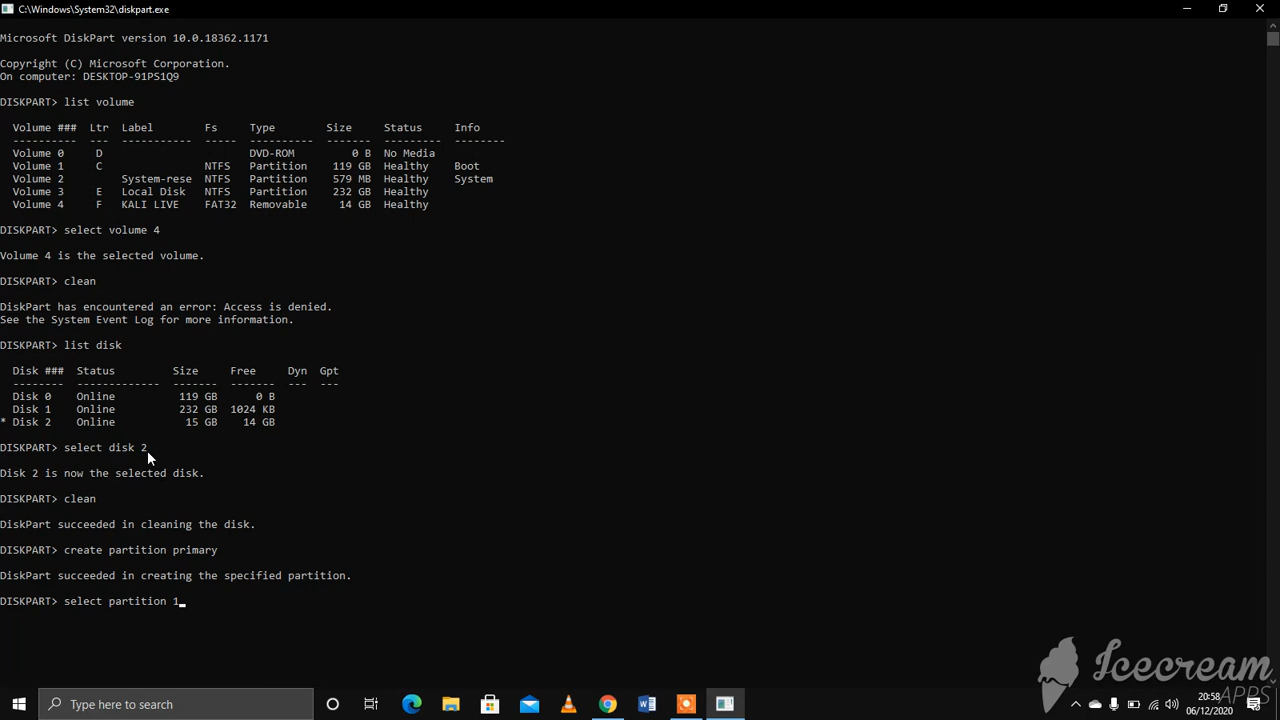 C:\Windows\System32\diskpart.exe
Microsoft DiskPart version 10.0.18362.1171
Copyright (C) Microsoft Corporation.
On computer: DESKTOP-91PS1Q9
DISKPART> list volume
Volume ### Ltr Label Fs Type Size Status Info
---------- --- ----------- ----- ---------- ------- --------- --------
Volume 0 D DVD-ROM 0 B No Media
Volume 1 C NTFS Partition 119 GB Healthy Boot
Volume 2 System-rese NTFS Partition 579 MB Healthy System
Volume 3 E Local Disk NTFS Partition 232 GB Healthy
Volume 4 F KALI LIVE FAT32 Removable 14 GB Healthy
DISKPART> select volume 4
Volume 4 is the selected volume.
DISKPART> clean
DiskPart has encountered an error: Access is denied.
See the System Event Log for more information.
DISKPART> list disk
Disk ### Status Size Free Dyn Gpt
-------- ------------- ------- ------- --- ---
Disk 0 Online 119 GB 0 B
Disk 1 Online 232 GB 1024 KB
* Disk 2 Online 15 GB 14 GB
DISKPART> select disk 2
Disk 2 is now the selected disk.
DISKPART> clean
DiskPart succeeded in cleaning the disk.
DISKPART> create partition primary
DiskPart succeeded in creating the specified partition.
DISKPART> select partition 1_
Icecream
APPS
Type here to search
20:58
06/12/2020